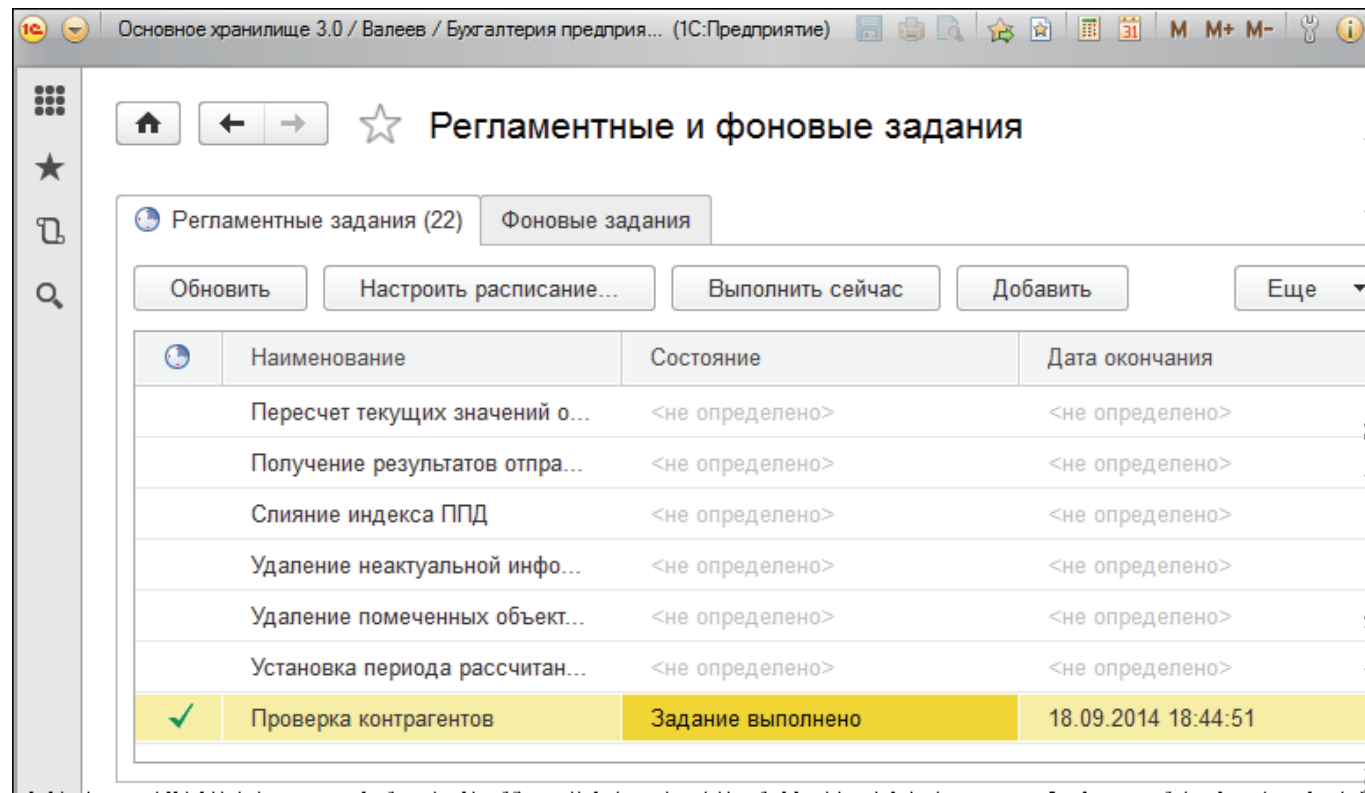 1С Основное хранилище 3.0 / Валеев / Бухгалтерия предприя... (1С:Предприятие) 31 M M+ M-
Регламентные и фоновые задания
Регламентные задания (22) Фоновые задания
Обновить Настроить расписание... Выполнить сейчас Добавить Еще
Наименование Состояние Дата окончания
Пересчет текущих значений о... <не определено> <не определено>
Получение результатов отпра... <не определено> <не определено>
Слияние индекса ППД <не определено> <не определено>
Удаление неактуальной инфо... <не определено> <не определено>
Удаление помеченных объект... <не определено> <не определено>
Установка периода рассчитан... <не определено> <не определено>
Проверка контрагентов Задание выполнено 18.09.2014 18:44:51